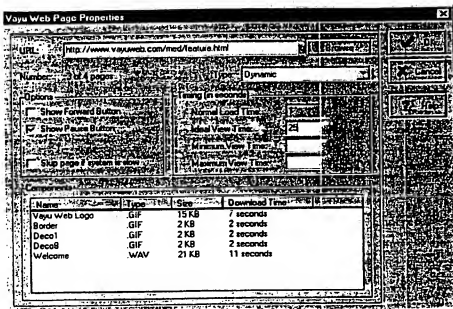 Vayu Web Page Properties
URL: http://www.vayuweb.com/med/feature.html Browse
Number: 3 of 4 pages Type: Dynamic
Timing (in seconds)
Show Forward Button
Show Pause Button Ideal View Time: 25
Minimum View Time:
Skip page if system is slow Maximum View Time:
Components
Name Type Size Download Time
Vayu Web Logo .GIF 15 KB 7 seconds
Border .GIF 2 KB 2 seconds
Deco1 .GIF 2 KB 2 seconds
Deco8 .GIF 2 KB 2 seconds
Welcome .WAV 21 KB 11 seconds